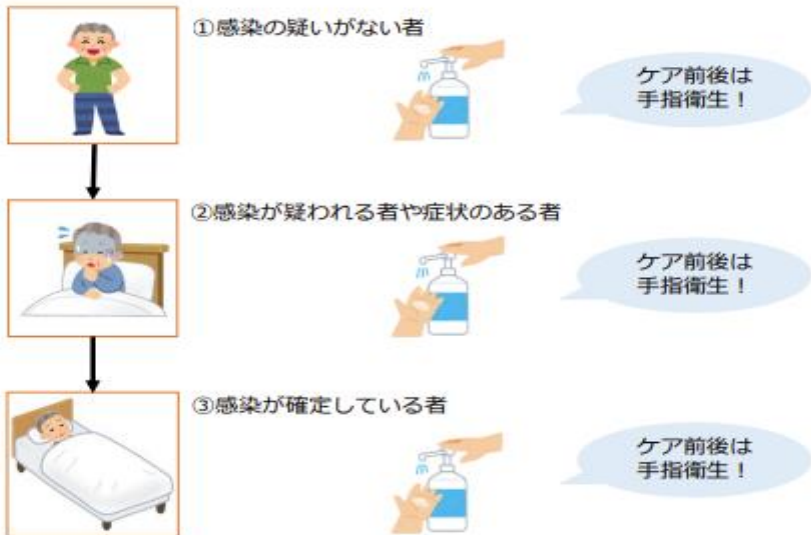 ①感染の疑いがない者
ケア前後は
手指衛生！
②感染が疑われる者や症状のある者
ケア前後は
手指衛生！
③感染が確定している者
ケア前後は
手指衛生！